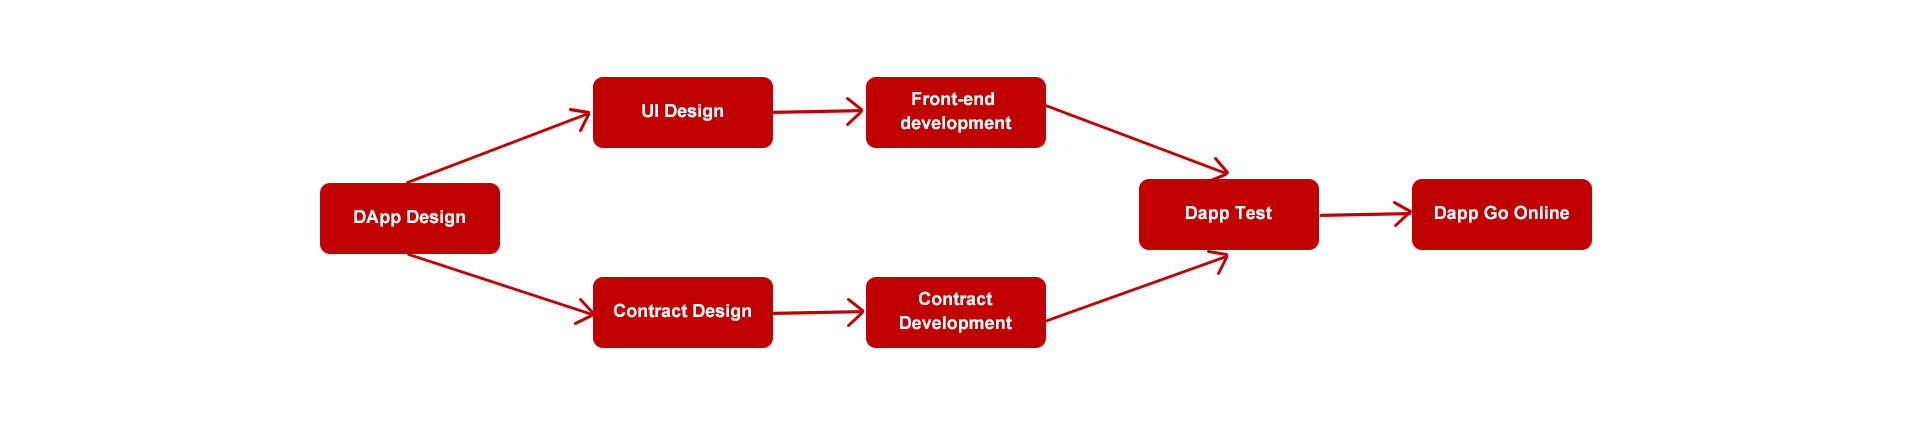 UI Design
Front-end
development
DApp Design
Dapp Test
Dapp Go Online
Contract Design
Contract
Development